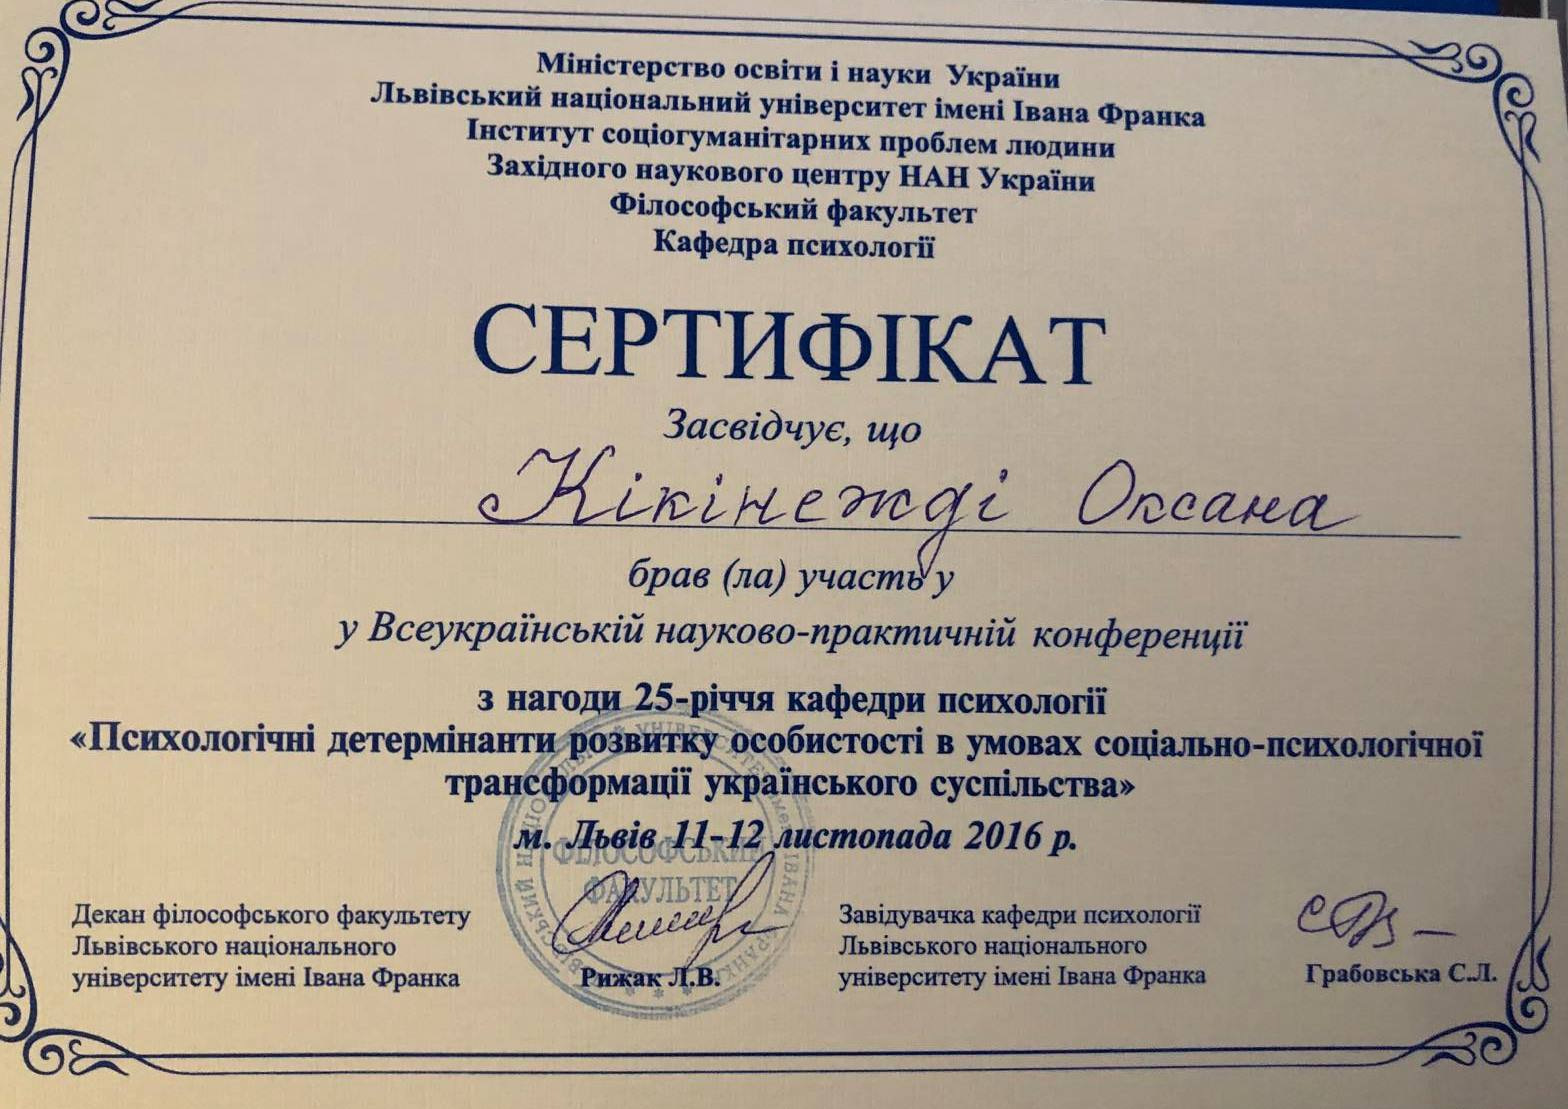 Міністерство освіти і науки України
Львівський національний університет імені Івана Франка
Інститут соціогуманітарних проблем людини
Західного наукового центру НАН України
Філософський факультет
Кафедра психології
СЕРТИФІКАТ
Засвідчує, що
Кікінежді Оксана
брав (ла) участь у
у Всеукраїнській науково-практичній конференції
з нагоди 25-річчя кафедри психології
«Психологічні детермінанти розвитку особистості в умовах соціально-психологічної
трансформації українського суспільства»
м. Львів 11-12 листопада 2016 р.
ФІЛОСОФСЬКИЙ
ФАКУЛЬТЕТ
Декан філософського факультету
Львівського національного
університету імені Івана Франка
Рижак Л.В.
Завідувачка кафедри психології
Львівського національного
університету імені Івана Франка
Грабовська С.Л.